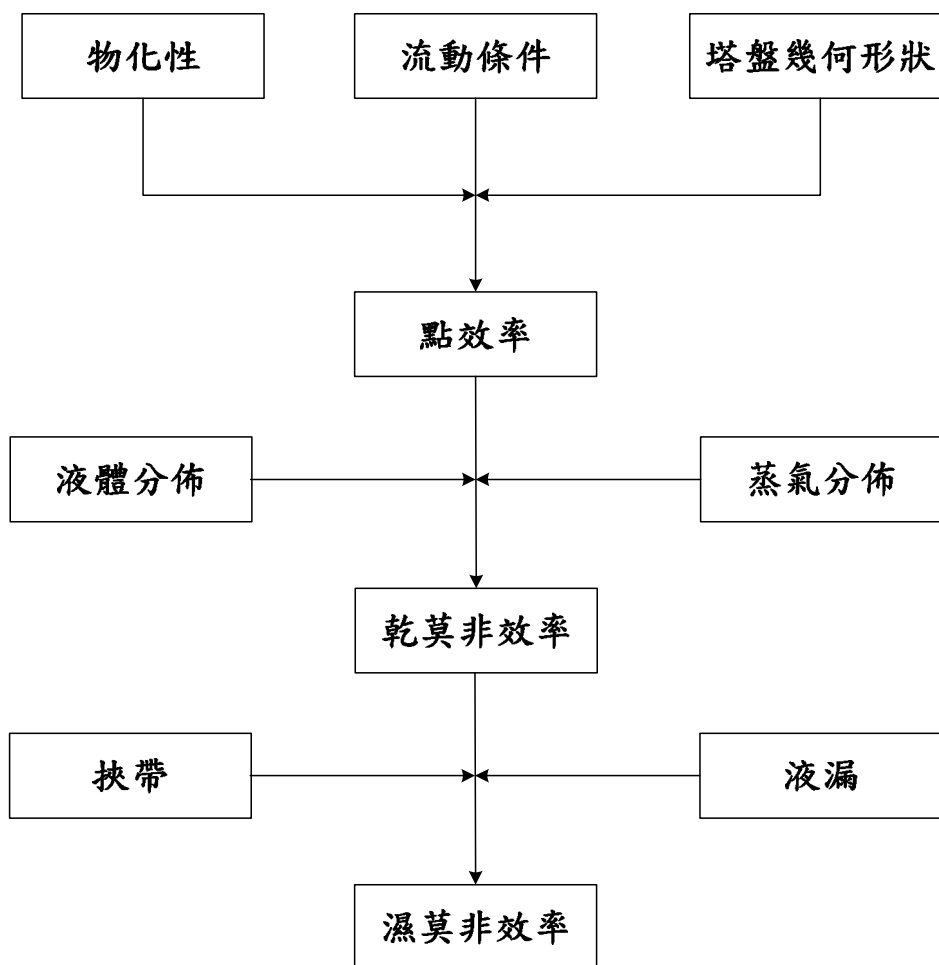 物化性
流動條件
塔盤幾何形狀
點效率
液體分佈
蒸氣分佈
乾莫非效率
挾帶
液漏
濕莫非效率